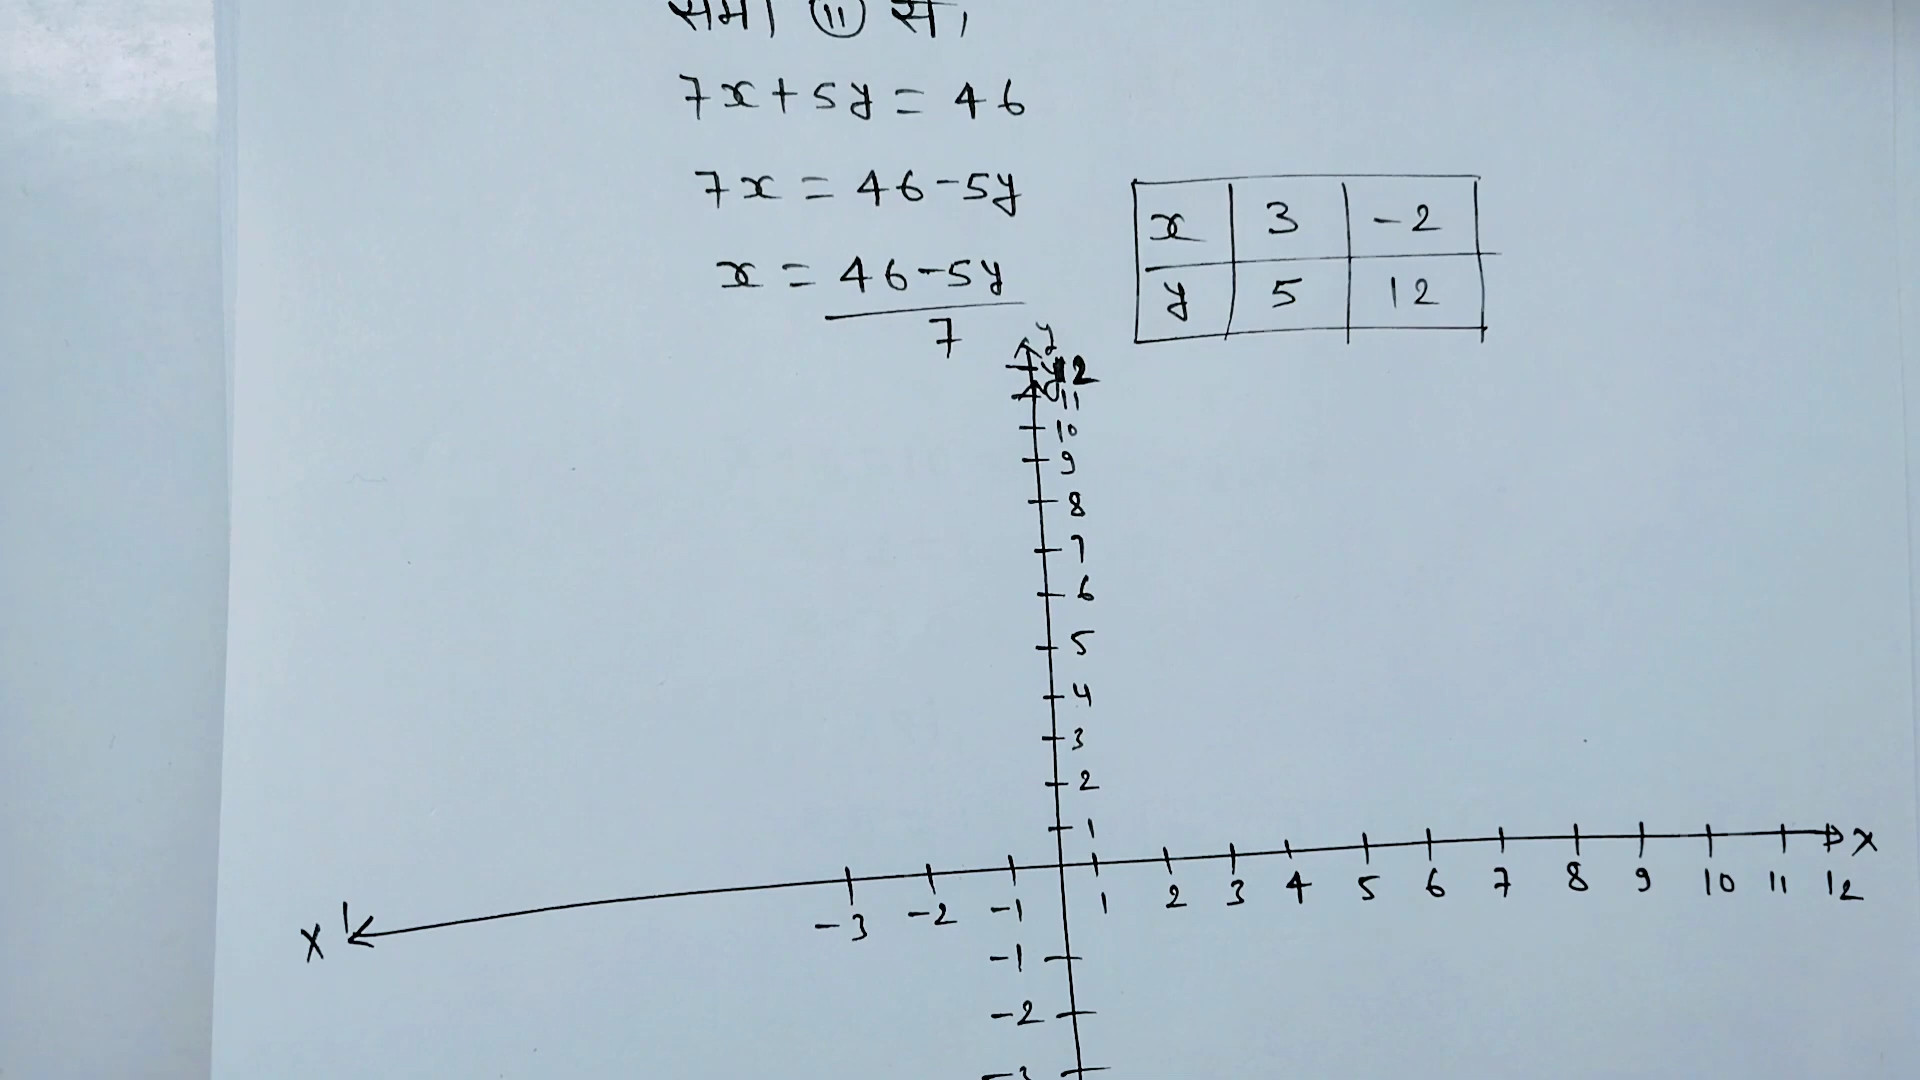 समी ⑪ से,
7x + 5y = 46
7x = 46 - 5y
x = 46 - 5y
7
x 3 -2
y 5 12
y
12
11
10
9
8
7
6
5
4
3
2
1
X
X'
-3 -2 -1 1 2 3 4 5 6 7 8 9 10 11 12
-1
-2
-3